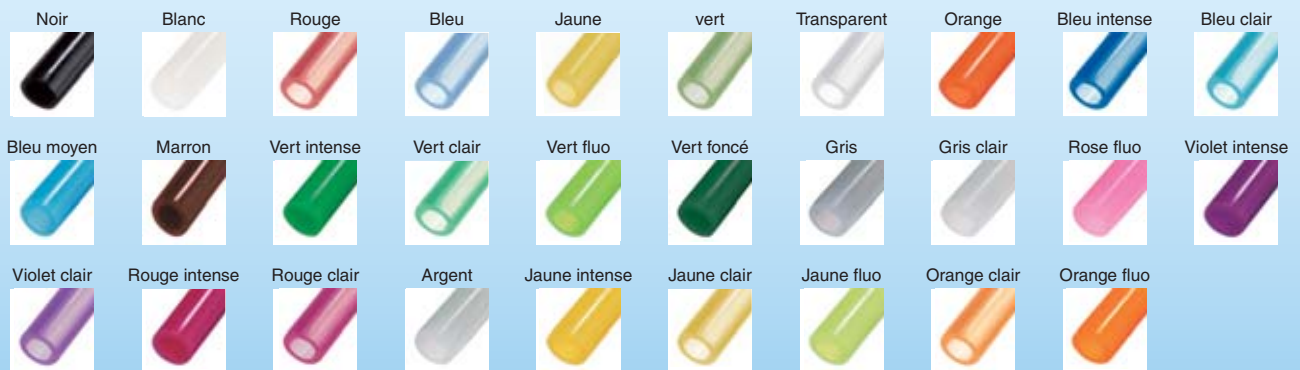 Noir Blanc Rouge Bleu Jaune vert Transparent Orange Bleu intense Bleu clair
Bleu moyen Marron Vert intense Vert clair Vert fluo Vert foncé Gris Gris clair Rose fluo Violet intense
Violet clair Rouge intense Rouge clair Argent Jaune intense Jaune clair Jaune fluo Orange clair Orange fluo